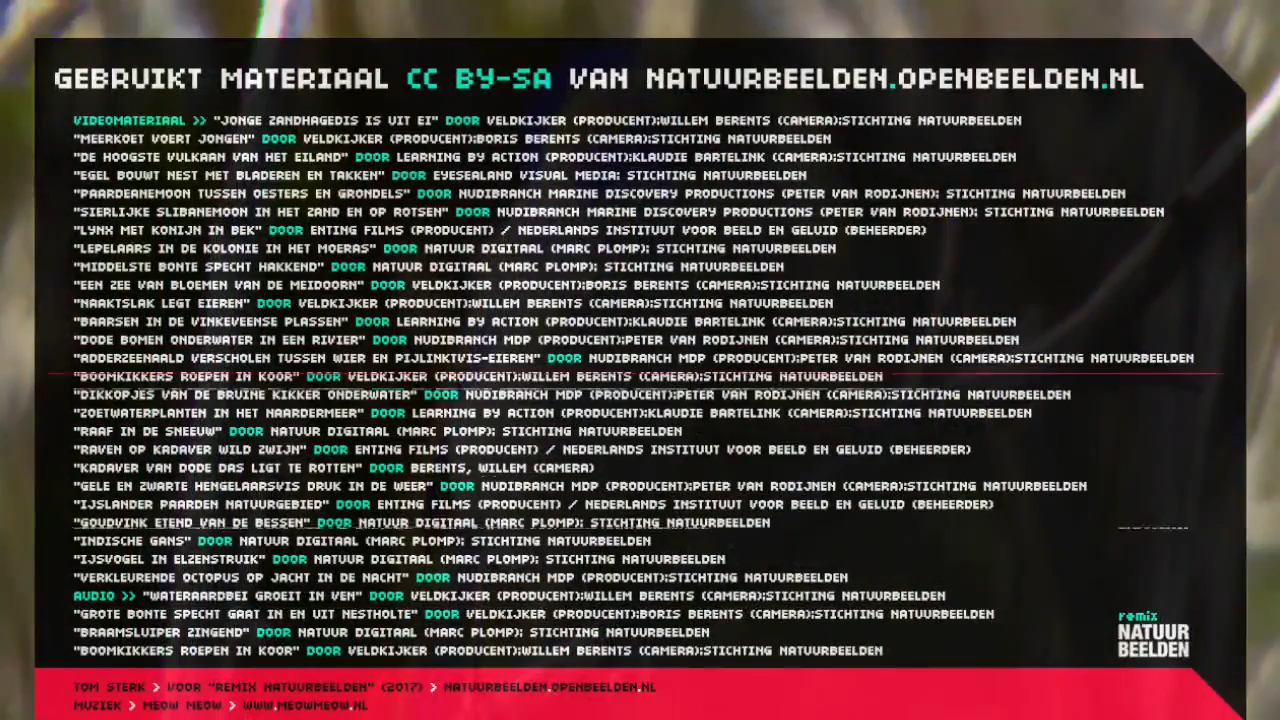 GEBRUIKT MATERIAAL CC BY-SA VAN NATUURBEELDEN.OPENBEELDEN.NL
VIDEOMATERIAAL >> "JONGE ZANDHAGEDIS IS UIT EI" DOOR VELDKIJKER (PRODUCENT);WILLEM BERENTS (CAMERA);STICHTING NATUURBEELDEN
"MEERKOET VOERT JONGEN" DOOR VELDKIJKER (PRODUCENT);BORIS BERENTS (CAMERA);STICHTING NATUURBEELDEN
"DE HOOGSTE VULKAAN VAN HET EILAND" DOOR LEARNING BY ACTION (PRODUCENT);KLAUDIE BARTELINK (CAMERA);STICHTING NATUURBEELDEN
"EGEL BOUWT NEST MET BLADEREN EN TAKKEN" DOOR EYESEALAND VISUAL MEDIA; STICHTING NATUURBEELDEN
"PAARDEANEMOON TUSSEN OESTERS EN GRONDELS" DOOR NUDIBRANCH MARINE DISCOVERY PRODUCTIONS (PETER VAN RODIJNEN); STICHTING NATUURBEELDEN
"SIERLIJKE SLIBANEMOON IN HET ZAND EN OP ROTSEN" DOOR NUDIBRANCH MARINE DISCOVERY PRODUCTIONS (PETER VAN RODIJNEN); STICHTING NATUURBEELDEN
"LYNX MET KONIJN IN BEK" DOOR ENTING FILMS (PRODUCENT) / NEDERLANDS INSTITUUT VOOR BEELD EN GELUID (BEHEERDER)
"LEPELAARS IN DE KOLONIE IN HET MOERAS" DOOR NATUUR DIGITAAL (MARC PLOMP); STICHTING NATUURBEELDEN
"MIDDELSTE BONTE SPECHT HAKKEND" DOOR NATUUR DIGITAAL (MARC PLOMP); STICHTING NATUURBEELDEN
"EEN ZEE VAN BLOEMEN VAN DE MEIDOORN" DOOR VELDKIJKER (PRODUCENT);BORIS BERENTS (CAMERA);STICHTING NATUURBEELDEN
"NAAKTSLAK LEGT EIEREN" DOOR VELDKIJKER (PRODUCENT);WILLEM BERENTS (CAMERA);STICHTING NATUURBEELDEN
"BAARSEN IN DE VINKEVEENSE PLASSEN" DOOR LEARNING BY ACTION (PRODUCENT);KLAUDIE BARTELINK (CAMERA);STICHTING NATUURBEELDEN
"DODE BOMEN ONDERWATER IN EEN RIVIER" DOOR NUDIBRANCH MDP (PRODUCENT);PETER VAN RODIJNEN (CAMERA);STICHTING NATUURBEELDEN
"ADDERZEENAALD VERSCHOLEN TUSSEN WIER EN PIJLINKTVIS-EIEREN" DOOR NUDIBRANCH MDP (PRODUCENT);PETER VAN RODIJNEN (CAMERA);STICHTING NATUURBEELDEN
"BOOMKIKKERS ROEPEN IN KOOR" DOOR VELDKIJKER (PRODUCENT);WILLEM BERENTS (CAMERA);STICHTING NATUURBEELDEN
"DIKKOPJES VAN DE BRUINE KIKKER ONDERWATER" DOOR NUDIBRANCH MDP (PRODUCENT);PETER VAN RODIJNEN (CAMERA);STICHTING NATUURBEELDEN
"ZOETWATERPLANTEN IN HET NAARDERMEER" DOOR LEARNING BY ACTION (PRODUCENT);KLAUDIE BARTELINK (CAMERA);STICHTING NATUURBEELDEN
"RAAF IN DE SNEEUW" DOOR NATUUR DIGITAAL (MARC PLOMP); STICHTING NATUURBEELDEN
"RAVEN OP KADAVER WILD ZWIJN" DOOR ENTING FILMS (PRODUCENT) / NEDERLANDS INSTITUUT VOOR BEELD EN GELUID (BEHEERDER)
"KADAVER VAN DODE DAS LIGT TE ROTTEN" DOOR BERENTS, WILLEM (CAMERA)
"GELE EN ZWARTE HENGELAARSVIS DRUK IN DE WEER" DOOR NUDIBRANCH MDP (PRODUCENT);PETER VAN RODIJNEN (CAMERA);STICHTING NATUURBEELDEN
"IJSLANDER PAARDEN NATUURGEBIED" DOOR ENTING FILMS (PRODUCENT) / NEDERLANDS INSTITUUT VOOR BEELD EN GELUID (BEHEERDER)
"GOUDVINK ETEND VAN DE BESSEN" DOOR NATUUR DIGITAAL (MARC PLOMP); STICHTING NATUURBEELDEN
"INDISCHE GANS" DOOR NATUUR DIGITAAL (MARC PLOMP); STICHTING NATUURBEELDEN
"IJSVOGEL IN ELZENSTRUIK" DOOR NATUUR DIGITAAL (MARC PLOMP); STICHTING NATUURBEELDEN
"VERKLEURENDE OCTOPUS OP JACHT IN DE NACHT" DOOR NUDIBRANCH MDP (PRODUCENT);STICHTING NATUURBEELDEN
AUDIO >> "WATERAARDBEI GROEIT IN VEN" DOOR VELDKIJKER (PRODUCENT);WILLEM BERENTS (CAMERA);STICHTING NATUURBEELDEN
"GROTE BONTE SPECHT GAAT IN EN UIT NESTHOLTE" DOOR VELDKIJKER (PRODUCENT);BORIS BERENTS (CAMERA);STICHTING NATUURBEELDEN
"BRAAMSLUIPER ZINGEND" DOOR NATUUR DIGITAAL (MARC PLOMP); STICHTING NATUURBEELDEN
"BOOMKIKKERS ROEPEN IN KOOR" DOOR VELDKIJKER (PRODUCENT);WILLEM BERENTS (CAMERA);STICHTING NATUURBEELDEN
remix
NATUUR
BEELDEN
TOM STERK > VOOR "REMIX NATUURBEELDEN" (2017) > NATUURBEELDEN.OPENBEELDEN.NL
MUZIEK > MEOW MEOW > WWW.MEOWMEOW.NL